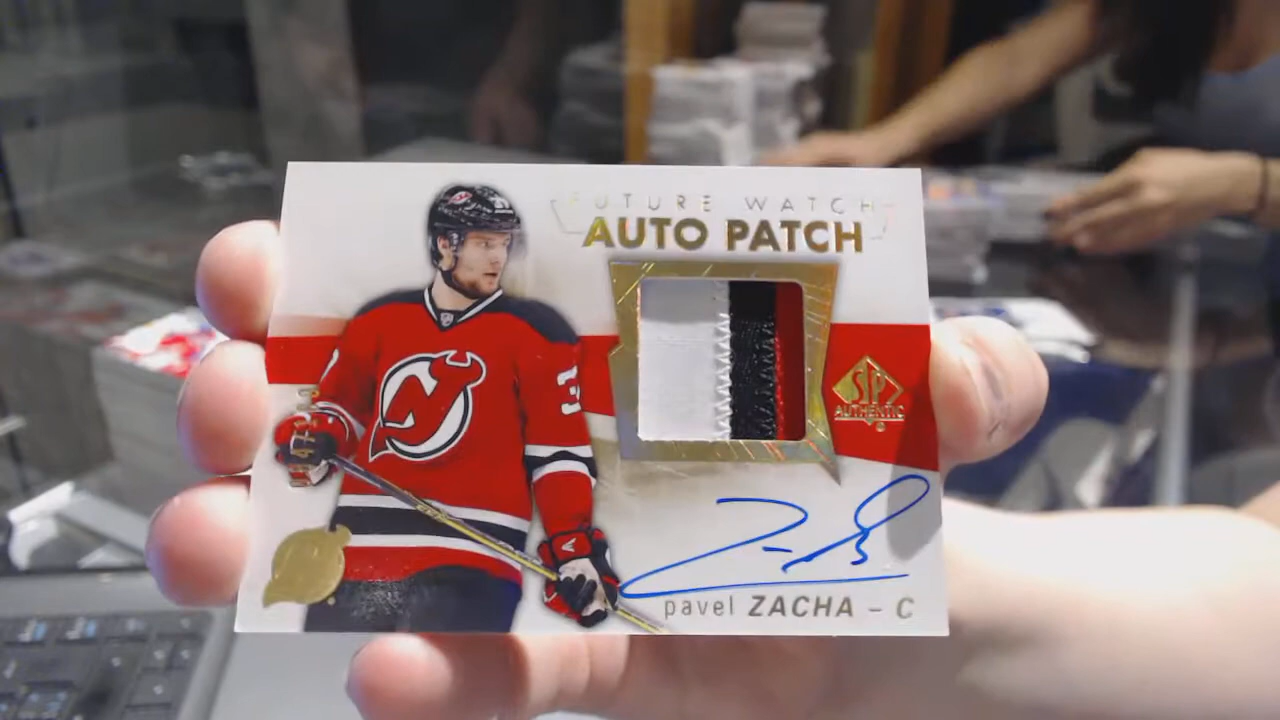 FUTURE WATCH
AUTO PATCH
SP
AUTHENTIC
pavel ZACHA - C